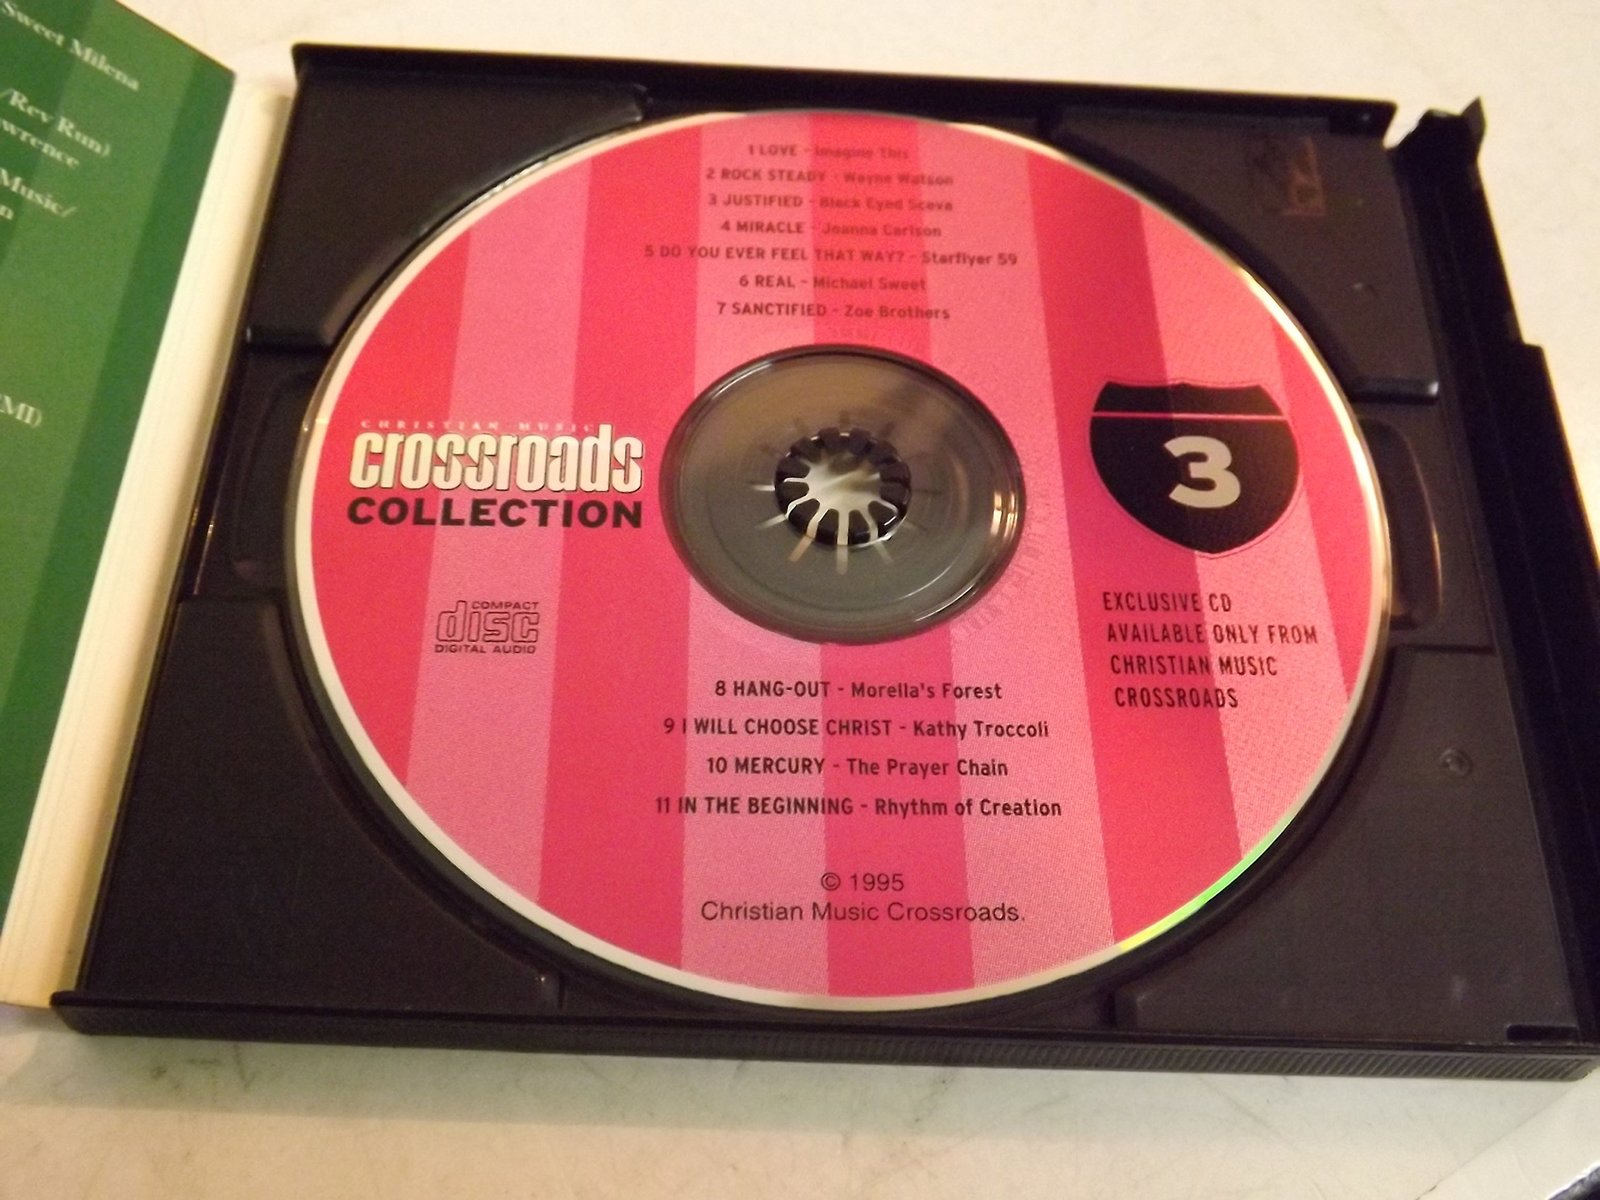 Sweet Milena
/Rev Run)
wrence
Music/
n
MI)
1 LOVE - Imagine This
2 ROCK STEADY - Wayne Watson
3 JUSTIFIED - Black Eyed Sceva
4 MIRACLE - Joanna Carlson
5 DO YOU EVER FEEL THAT WAY? - Starflyer 59
6 REAL - Michael Sweet
7 SANCTIFIED - Zoe Brothers
CHRISTIAN MUSIC
crossroads
COLLECTION
3
COMPACT
disc
DIGITAL AUDIO
EXCLUSIVE CD
AVAILABLE ONLY FROM
CHRISTIAN MUSIC
CROSSROADS
8 HANG-OUT - Morella's Forest
9 I WILL CHOOSE CHRIST - Kathy Troccoli
10 MERCURY - The Prayer Chain
11 IN THE BEGINNING - Rhythm of Creation
© 1995
Christian Music Crossroads.